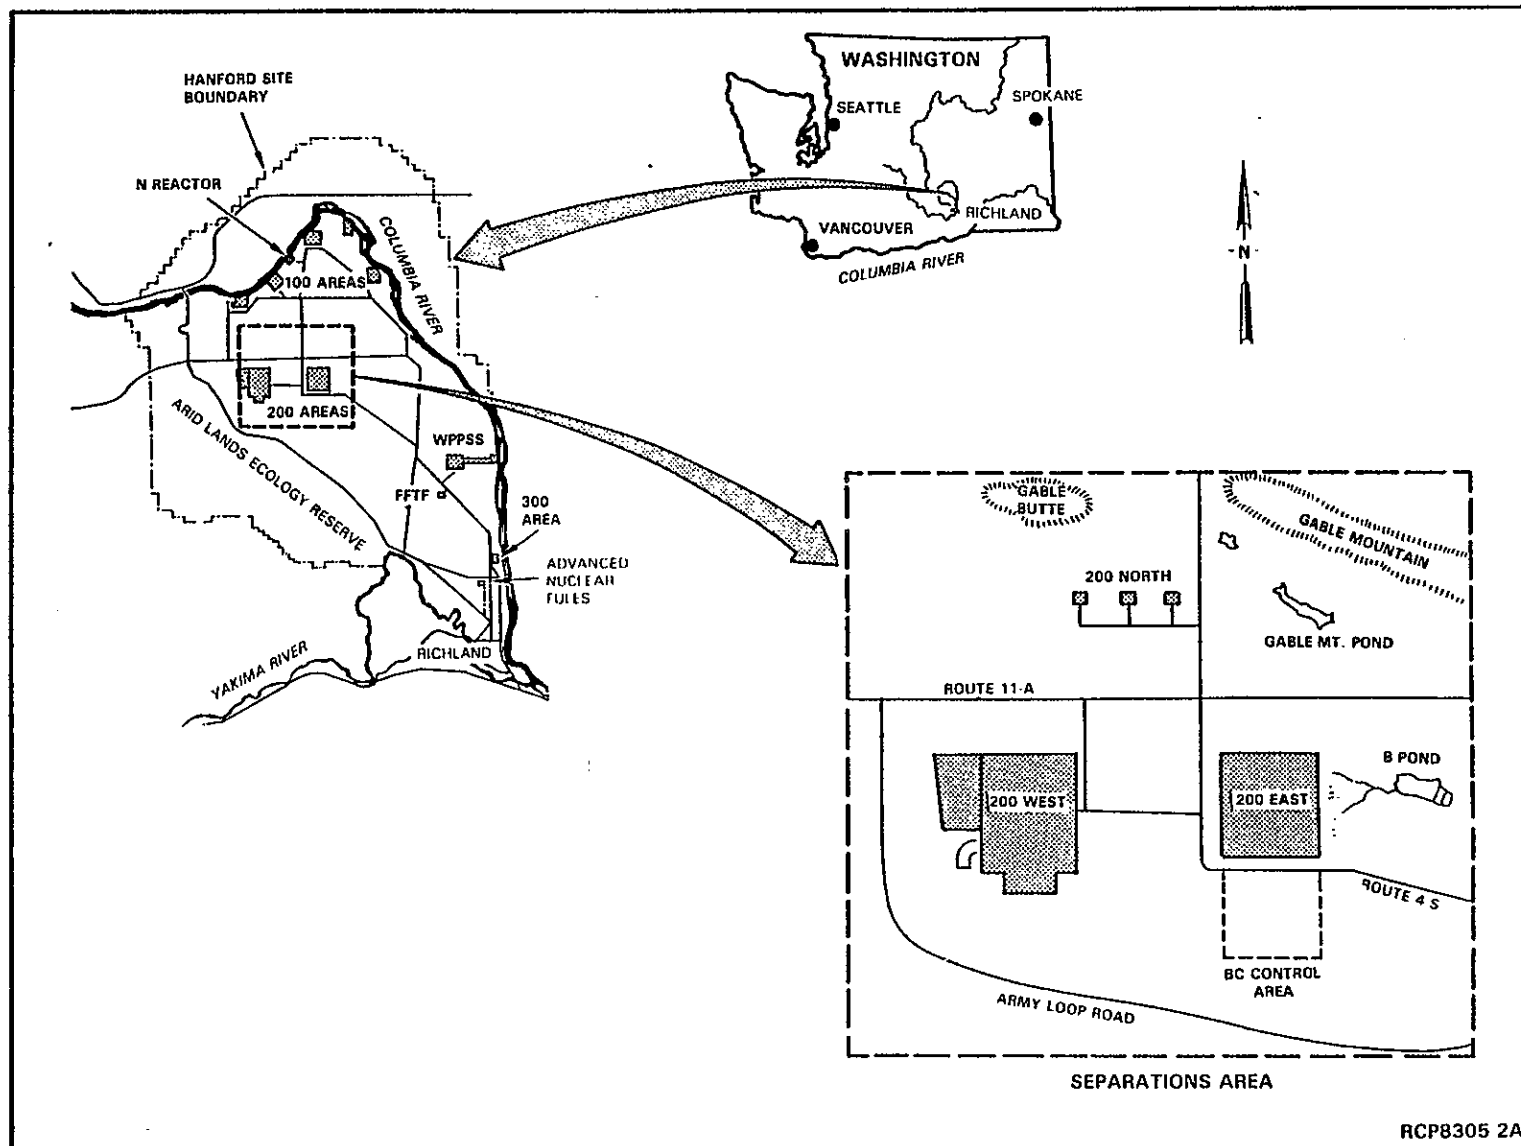 HANFORD SITE
BOUNDARY
N REACTOR
100 AREAS
COLUMBIA RIVER
200 AREAS
ARID LANDS ECOLOGY RESERVE
WPPSS
FFTF
300
AREA
ADVANCED
NUCLEAR
FULES
RICHLAND
YAKIMA RIVER
WASHINGTON
SEATTLE
SPOKANE
RICHLAND
VANCOUVER
COLUMBIA RIVER
N
GABLE
BUTTE
GABLE MOUNTAIN
200 NORTH
GABLE MT. POND
ROUTE 11-A
200 WEST
200 EAST
B POND
ROUTE 4 S
BC CONTROL
AREA
ARMY LOOP ROAD
SEPARATIONS AREA
RCP8305 2A